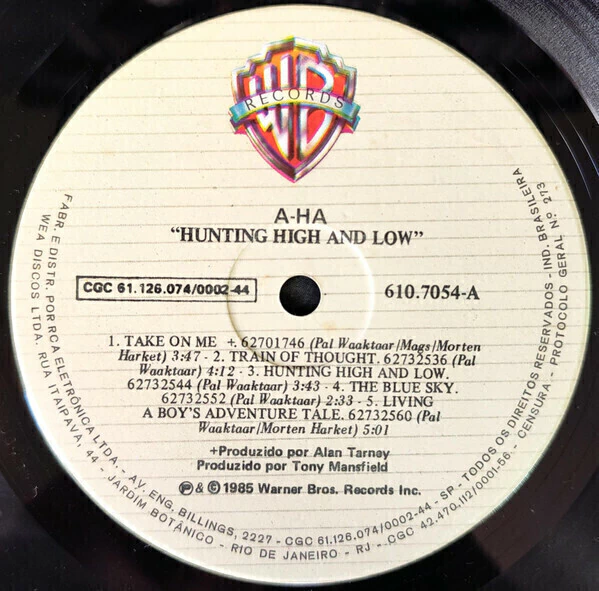 WB
RECORDS
A-HA
"HUNTING HIGH AND LOW"
CGC 61.126.074/0002-44
610.7054-A
1. TAKE ON ME +. 62701746 (Pal Waaktaar/Mags/Morten
Harket) 3:47 - 2. TRAIN OF THOUGHT. 62732536 (Pal
Waaktaar) 4:12 - 3. HUNTING HIGH AND LOW.
62732544 (Pal Waaktaar) 3:43 - 4. THE BLUE SKY.
62732552 (Pal Waaktaar) 2:33 - 5. LIVING
A BOY'S ADVENTURE TALE. 62732560 (Pal
Waaktaar/Morten Harket) 5:01
+Produzido por Alan Tarney
Produzido por Tony Mansfield
℗ & © 1985 Warner Bros. Records Inc.
FABR. E DISTR. POR RCA ELETRÔNICA LTDA. - AV. ENG. BILLINGS, 2227 - CGC 61.126.074/0002-44 - SP - TODOS OS DIREITOS RESERVADOS - IND. BRASILEIRA
WEA DISCOS LTDA. RUA ITAIPAVA, 44 - JARDIM BOTÂNICO - RIO DE JANEIRO - RJ - CGC 42.470.112/0001-56 - CENSURA - PROTOCOLO GERAL Nº 273